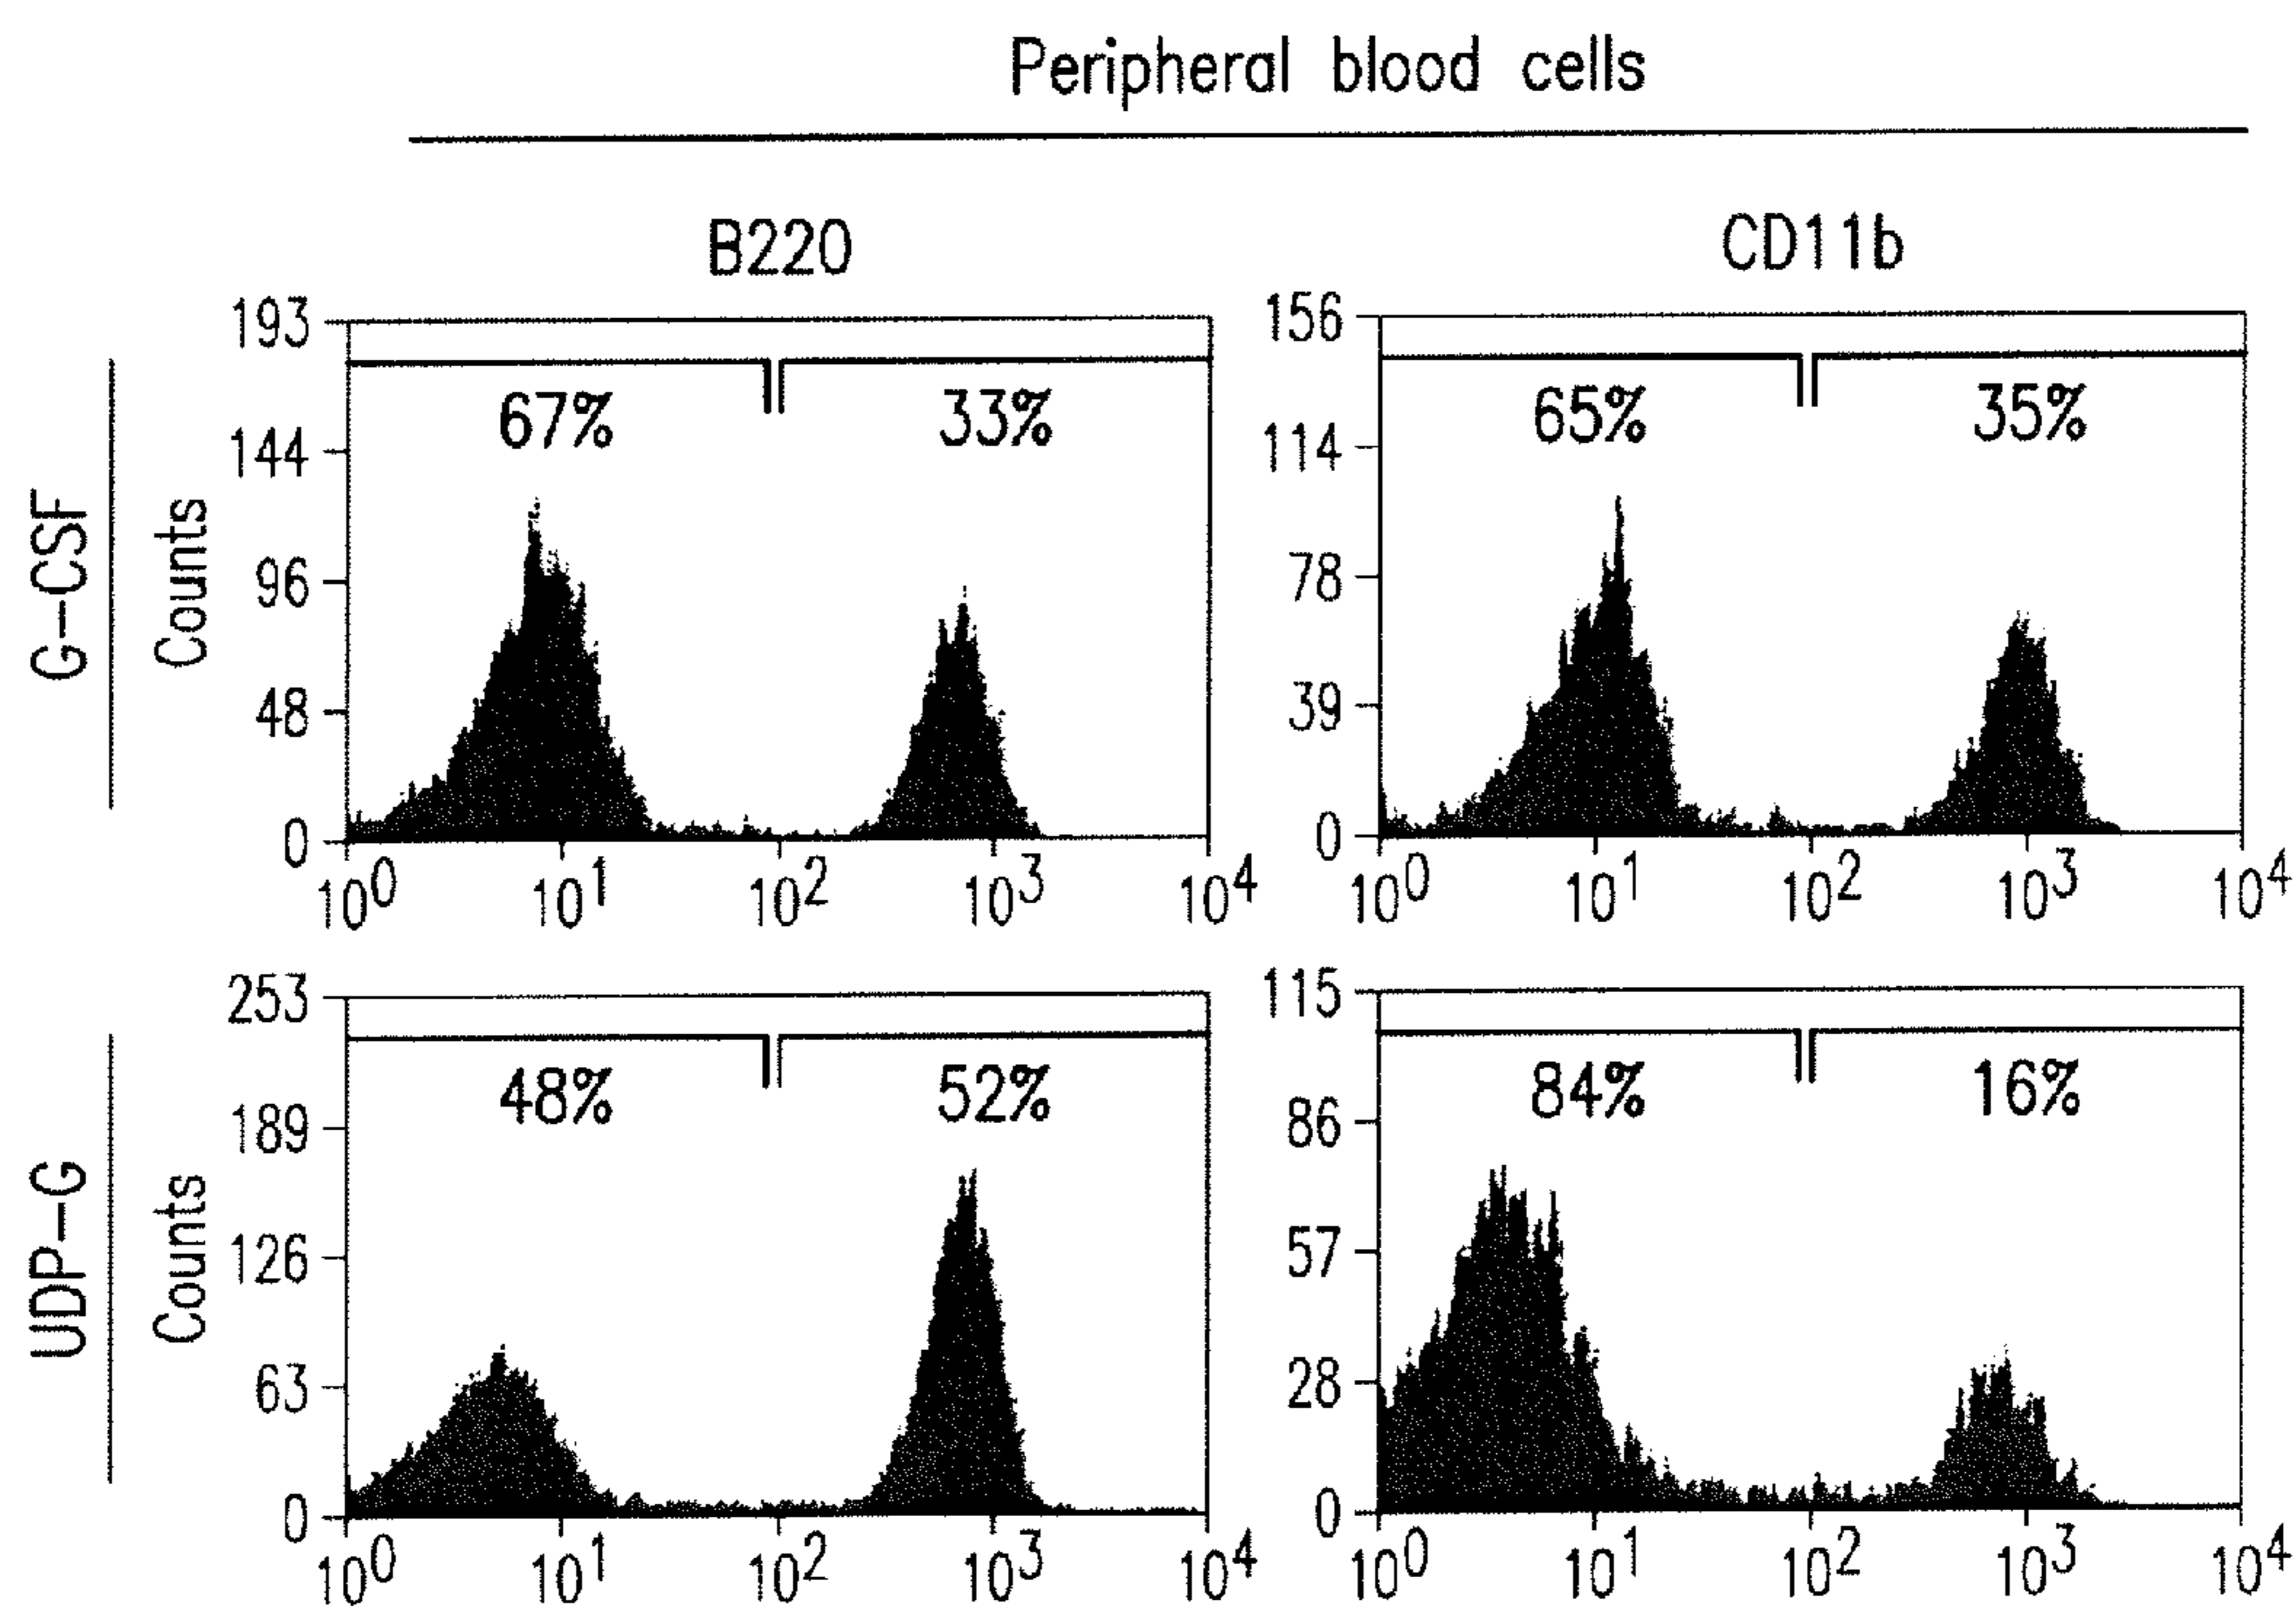 Peripheral blood cells
B220
CD11b
G-CSF
Counts
193
144
96
48
0
67%
33%
10^0 10^1 10^2 10^3 10^4
156
114
78
39
0
65%
35%
10^0 10^1 10^2 10^3 10^4
UDP-G
Counts
253
189
126
63
0
48%
52%
10^0 10^1 10^2 10^3 10^4
115
86
57
28
0
84%
16%
10^0 10^1 10^2 10^3 10^4